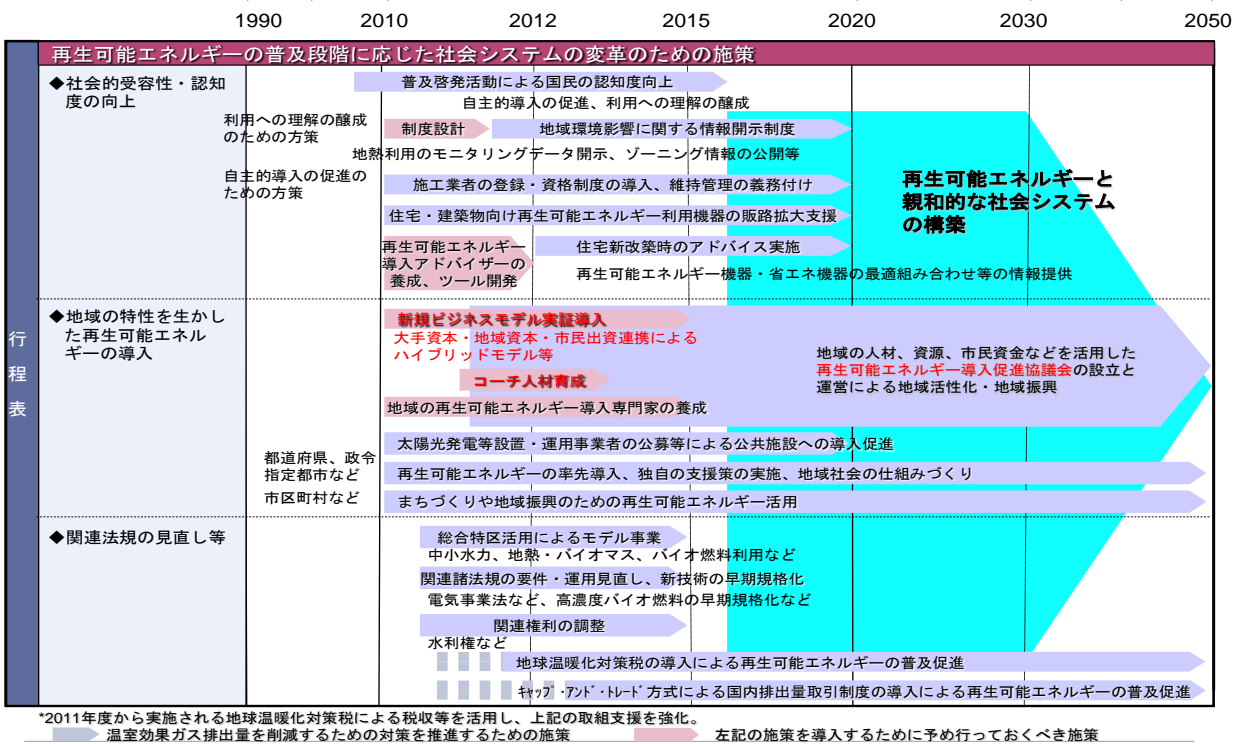 1990 2010 2012 2015 2020 2030 2050
再生可能エネルギーの普及段階に応じた社会システムの変革のための施策
行程表
◆社会的受容性・認知
度の向上
普及啓発活動による国民の認知度向上
自主的導入の促進、利用への理解の醸成
利用への理解の醸成
のための方策
制度設計
地域環境影響に関する情報開示制度
地熱利用のモニタリングデータ開示、ゾーニング情報の公開等
自主的導入の促進の
ための方策
施工業者の登録・資格制度の導入、維持管理の義務付け
住宅・建築物向け再生可能エネルギー利用機器の販路拡大支援
再生可能エネルギー
導入アドバイザーの
養成、ツール開発
住宅新改築時のアドバイス実施
再生可能エネルギー機器・省エネ機器の最適組み合わせ等の情報提供
再生可能エネルギーと
親和的な社会システム
の構築
◆地域の特性を生かし
た再生可能エネル
ギーの導入
新規ビジネスモデル実証導入
大手資本・地域資本・市民出資連携による
ハイブリッドモデル等
コーチ人材育成
地域の再生可能エネルギー導入専門家の養成
地域の人材、資源、市民資金などを活用した
再生可能エネルギー導入促進協議会の設立と
運営による地域活性化・地域振興
太陽光発電等設置・運用事業者の公募等による公共施設への導入促進
都道府県、政令
指定都市など
再生可能エネルギーの率先導入、独自の支援策の実施、地域社会の仕組みづくり
市区町村など
まちづくりや地域振興のための再生可能エネルギー活用
◆関連法規の見直し等
総合特区活用によるモデル事業
中小水力、地熱・バイオマス、バイオ燃料利用など
関連諸法規の要件・運用見直し、新技術の早期規格化
電気事業法など、高濃度バイオ燃料の早期規格化など
関連権利の調整
水利権など
地球温暖化対策税の導入による再生可能エネルギーの普及促進
ｷｬｯﾌﾟ･ｱﾝﾄﾞ･ﾄﾚｰﾄﾞ方式による国内排出量取引制度の導入による再生可能エネルギーの普及促進
*2011年度から実施される地球温暖化対策税による税収等を活用し、上記の取組支援を強化。
温室効果ガス排出量を削減するための対策を推進するための施策
左記の施策を導入するために予め行っておくべき施策